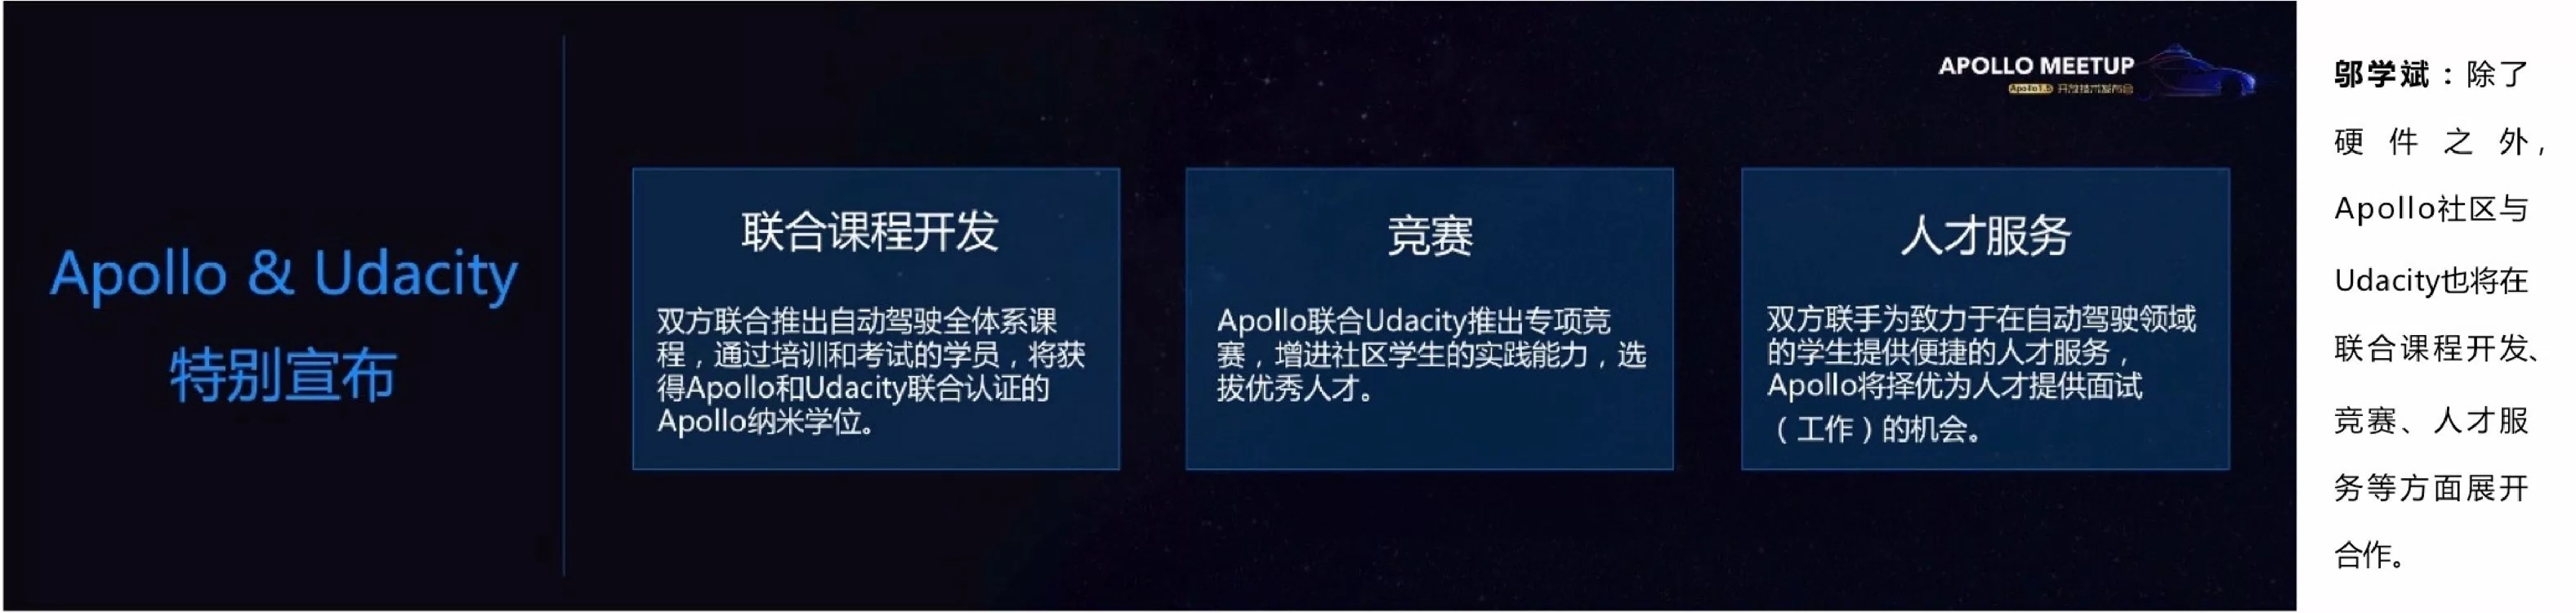 APOLLO MEETUP
Apollo1.5 开放技术发布会
Apollo & Udacity
特别宣布
联合课程开发
双方联合推出自动驾驶全体系课
程，通过培训和考试的学员，将获
得Apollo和Udacity联合认证的
Apollo纳米学位。
竞赛
Apollo联合Udacity推出专项竞
赛，增进社区学生的实践能力，选
拔优秀人才。
人才服务
双方联手为致力于在自动驾驶领域
的学生提供便捷的人才服务，
Apollo将择优为人才提供面试
（工作）的机会。
邬学斌：除了
硬件之外，
Apollo社区与
Udacity也将在
联合课程开发、
竞赛、人才服
务等方面展开
合作。